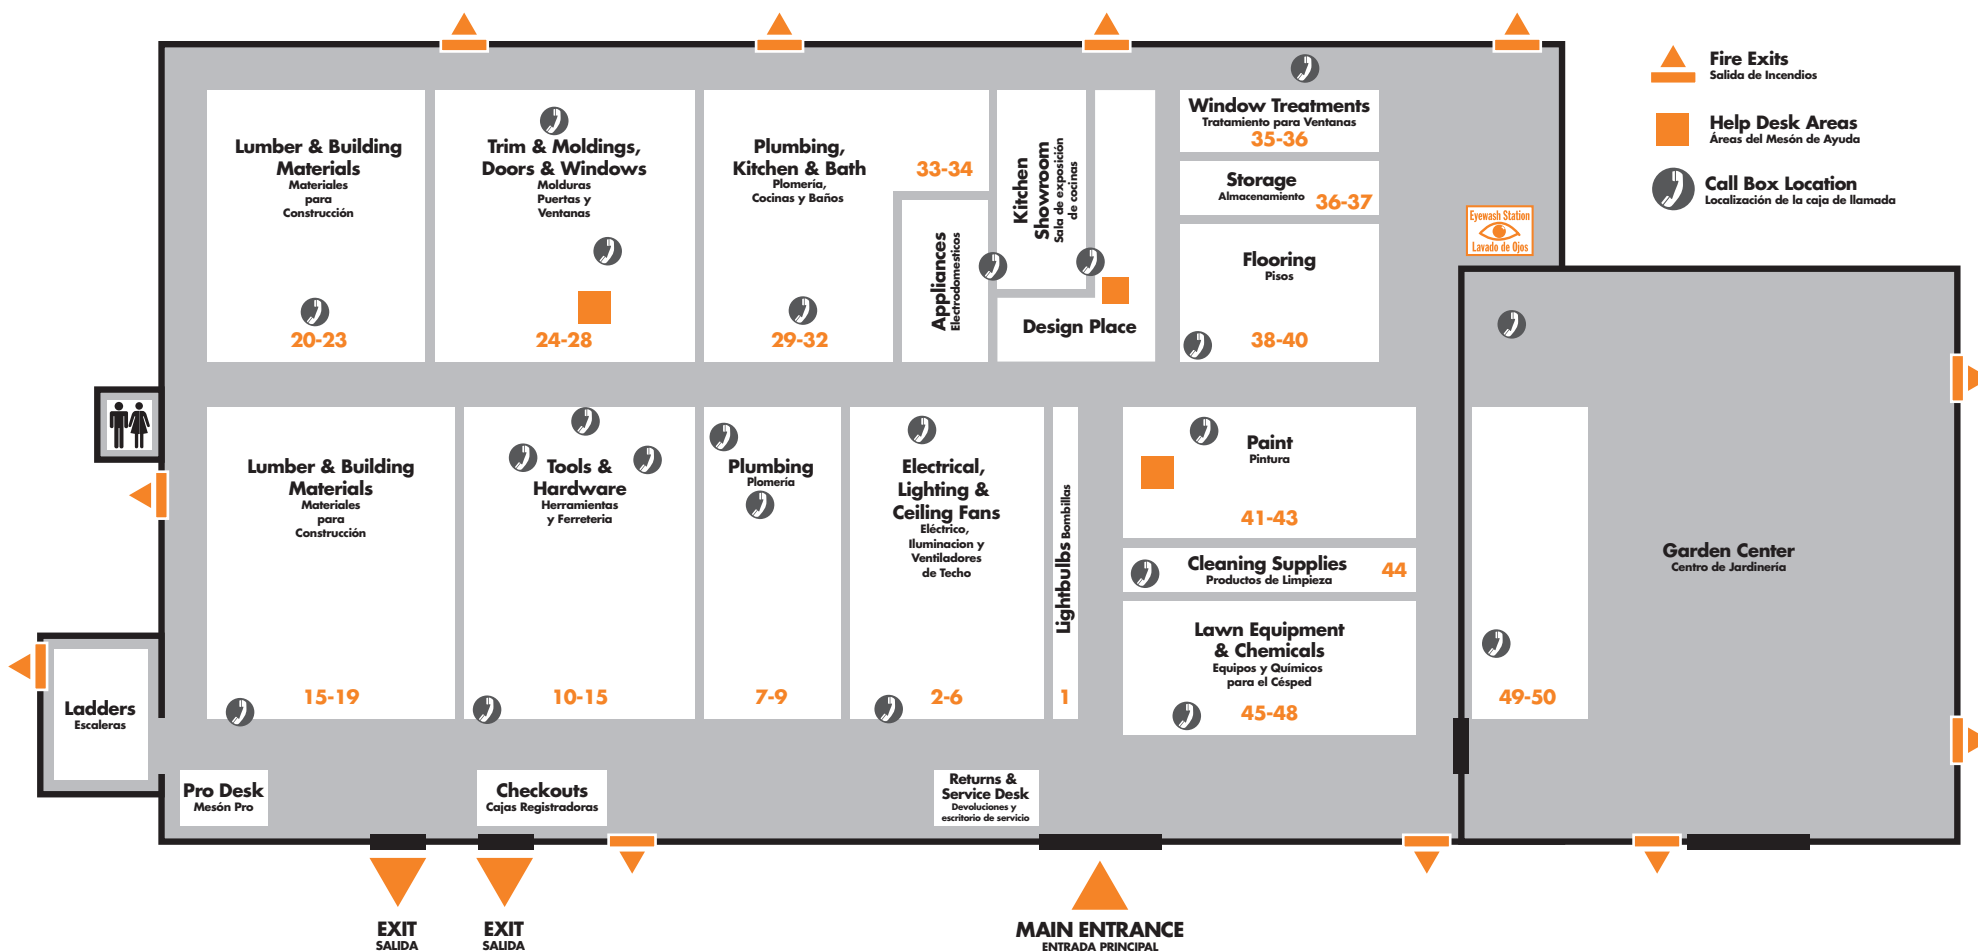 Fire Exits
Salida de Incendios
Help Desk Areas
Áreas del Mesón de Ayuda
Call Box Location
Localización de la caja de llamada
Lumber & Building
Materials
Materiales
para
Construcción
20-23
Trim & Moldings,
Doors & Windows
Molduras
Puertas y
Ventanas
24-28
Plumbing,
Kitchen & Bath
Plomería,
Cocinas y Baños
29-32
33-34
Appliances
Electrodomesticos
Kitchen
Showroom
Sala de exposición
de cocinas
Design Place
Window Treatments
Tratamiento para Ventanas
35-36
Storage
Almacenamiento
36-37
Flooring
Pisos
38-40
Eyewash Station
Lavado de Ojos
Lumber & Building
Materials
Materiales
para
Construcción
15-19
Tools &
Hardware
Herramientas
y Ferreteria
10-15
Plumbing
Plomería
7-9
Electrical,
Lighting &
Ceiling Fans
Eléctrico,
Iluminacion y
Ventiladores
de Techo
2-6
Lightbulbs Bombillas
1
Paint
Pintura
41-43
Cleaning Supplies
Productos de Limpieza
44
Lawn Equipment
& Chemicals
Equipos y Químicos
para el Césped
45-48
49-50
Garden Center
Centro de Jardinería
Ladders
Escaleras
Pro Desk
Mesón Pro
Checkouts
Cajas Registradoras
Returns &
Service Desk
Devoluciones y
escritorio de servicio
EXIT
SALIDA
EXIT
SALIDA
MAIN ENTRANCE
ENTRADA PRINCIPAL